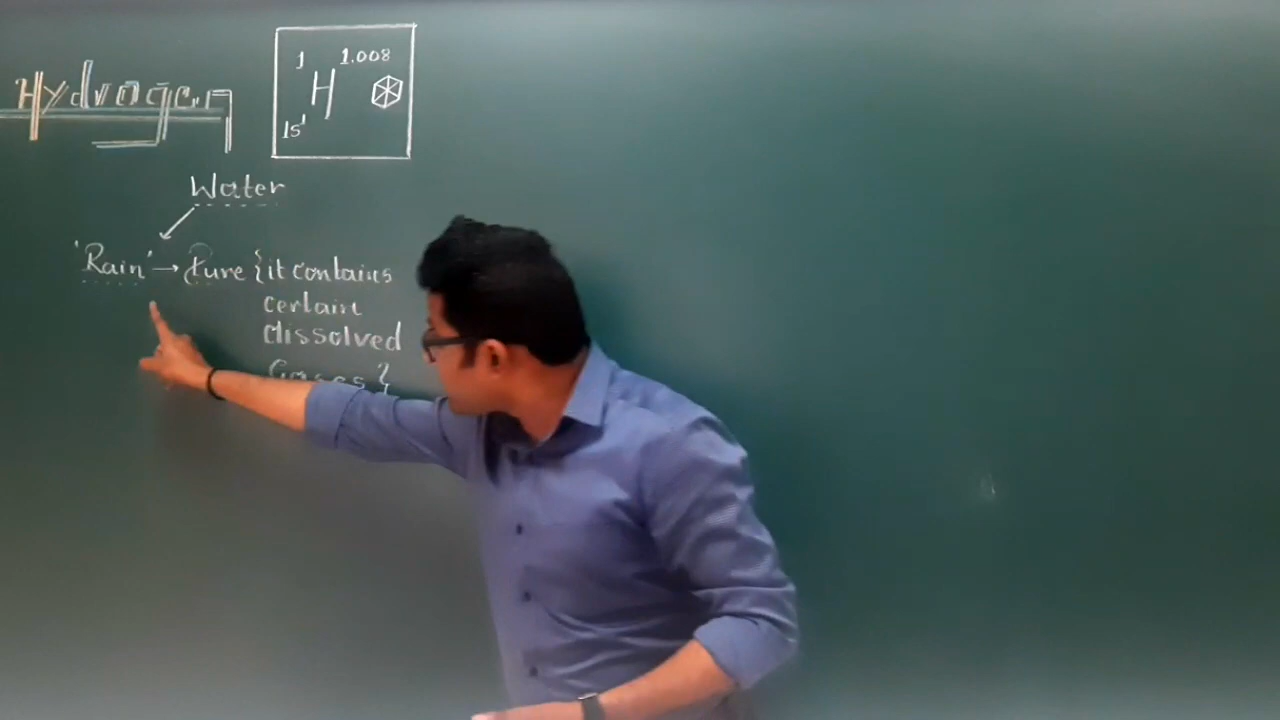 Hydrogen
1 1.008
H
1s¹
Water
'Rain' → Pure {it contains
certain
dissolved
Gases}